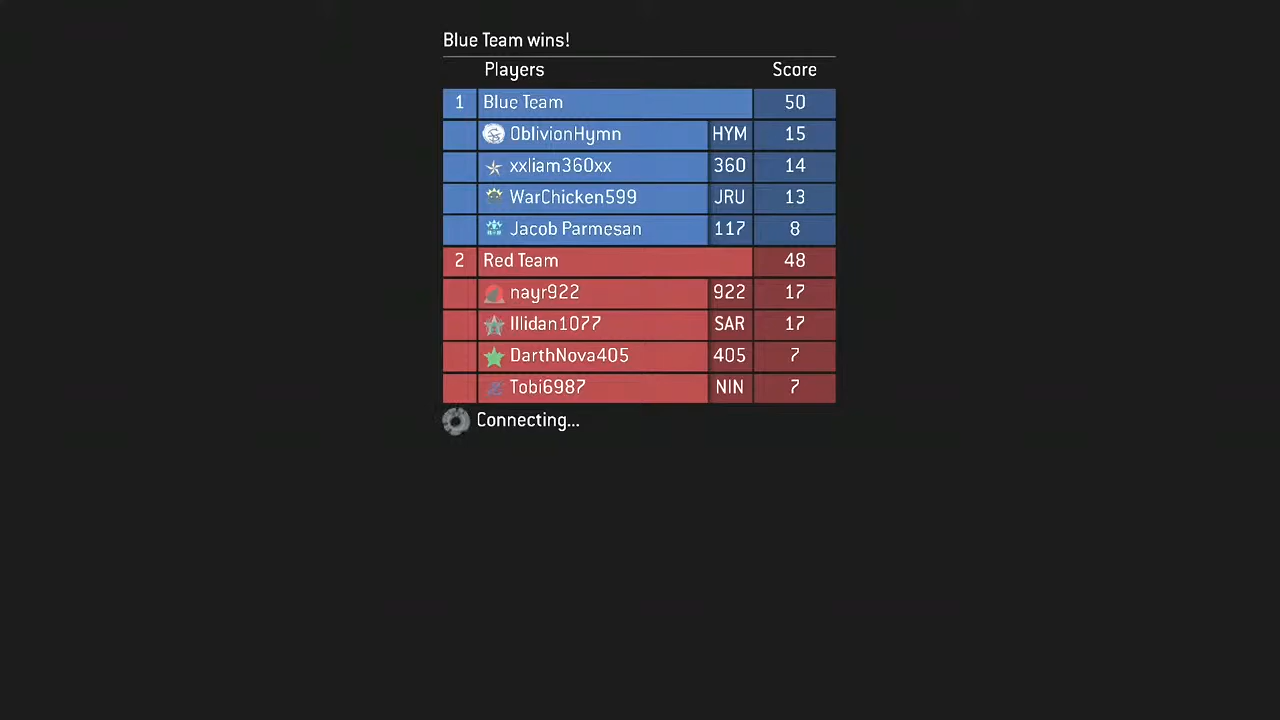 Blue Team wins!
Players Score
1 Blue Team 50
OblivionHymn HYM 15
xxliam360xx 360 14
WarChicken599 JRU 13
Jacob Parmesan 117 8
2 Red Team 48
nayr922 922 17
Illidan1077 SAR 17
DarthNova405 405 7
Tobi6987 NIN 7
Connecting...